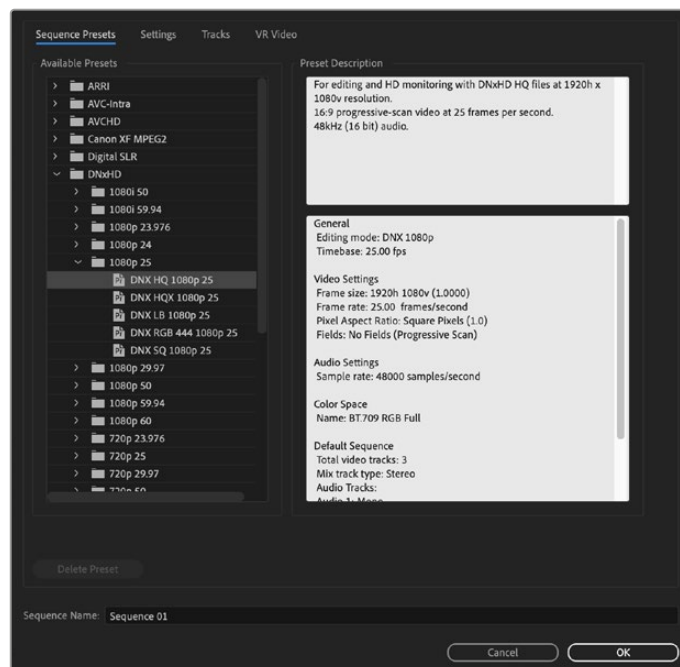 Sequence Presets Settings Tracks VR Video
Available Presets
ARRI
AVC-Intra
AVCHD
Canon XF MPEG2
Digital SLR
DNxHD
1080i 50
1080i 59.94
1080p 23.976
1080p 24
1080p 25
DNX HQ 1080p 25
DNX HQX 1080p 25
DNX LB 1080p 25
DNX RGB 444 1080p 25
DNX SQ 1080p 25
1080p 29.97
1080p 50
1080p 59.94
1080p 60
720p 23.976
720p 25
720p 29.97
720p 50
Delete Preset
Preset Description
For editing and HD monitoring with DNxHD HQ files at 1920h x
1080v resolution.
16:9 progressive-scan video at 25 frames per second.
48kHz (16 bit) audio.
General
Editing mode: DNX 1080p
Timebase: 25.00 fps
Video Settings
Frame size: 1920h 1080v (1.0000)
Frame rate: 25.00 frames/second
Pixel Aspect Ratio: Square Pixels (1.0)
Fields: No Fields (Progressive Scan)
Audio Settings
Sample rate: 48000 samples/second
Color Space
Name: BT.709 RGB Full
Default Sequence
Total video tracks: 3
Mix track type: Stereo
Audio Tracks:
Audio 1: Mono
Sequence Name: Sequence 01
Cancel OK